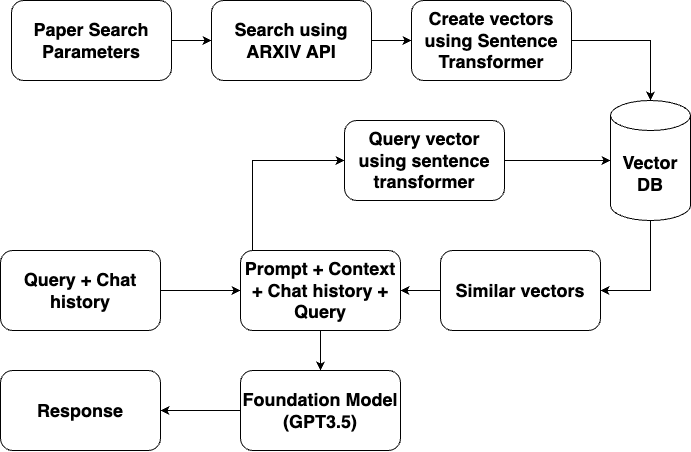 Paper Search
Parameters
Search using
ARXIV API
Create vectors
using Sentence
Transformer
Query vector
using sentence
transformer
Vector
DB
Query + Chat
history
Prompt + Context
+ Chat history +
Query
Similar vectors
Response
Foundation Model
(GPT3.5)